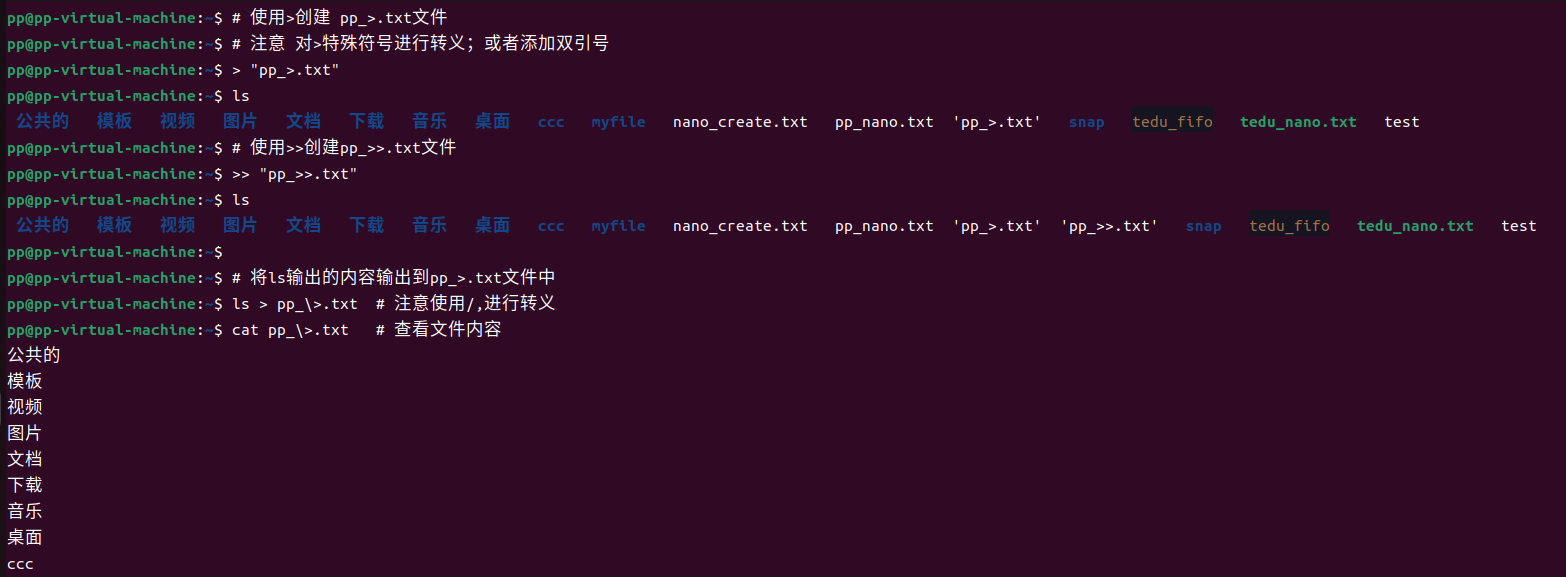 pp@pp-virtual-machine:~$ # 使用>创建 pp_>.txt文件
pp@pp-virtual-machine:~$ # 注意 对>特殊符号进行转义；或者添加双引号
pp@pp-virtual-machine:~$ > "pp_>.txt"
pp@pp-virtual-machine:~$ ls
公共的 模板 视频 图片 文档 下载 音乐 桌面 ccc myfile nano_create.txt pp_nano.txt 'pp_>.txt' snap tedu_fifo tedu_nano.txt test
pp@pp-virtual-machine:~$ # 使用>>创建pp_>>.txt文件
pp@pp-virtual-machine:~$ >> "pp_>>.txt"
pp@pp-virtual-machine:~$ ls
公共的 模板 视频 图片 文档 下载 音乐 桌面 ccc myfile nano_create.txt pp_nano.txt 'pp_>.txt' 'pp_>>.txt' snap tedu_fifo tedu_nano.txt test
pp@pp-virtual-machine:~$
pp@pp-virtual-machine:~$ # 将ls输出的内容输出到pp_>.txt文件中
pp@pp-virtual-machine:~$ ls > pp_\>.txt # 注意使用/,进行转义
pp@pp-virtual-machine:~$ cat pp_\>.txt # 查看文件内容
公共的
模板
视频
图片
文档
下载
音乐
桌面
ccc